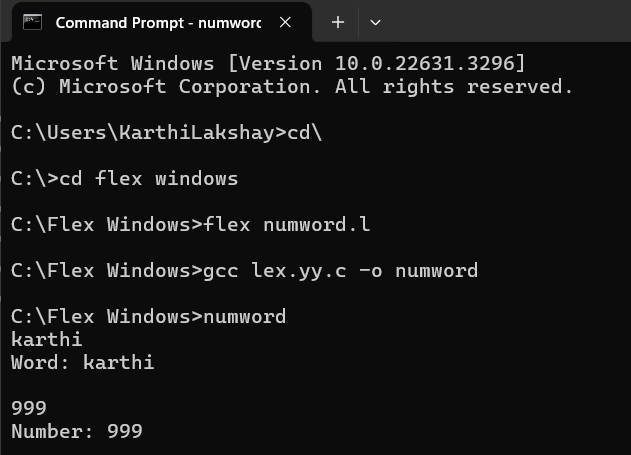 Command Prompt - numword
Microsoft Windows [Version 10.0.22631.3296]
(c) Microsoft Corporation. All rights reserved.
C:\Users\KarthiLakshay>cd\
C:\>cd flex windows
C:\Flex Windows>flex numword.l
C:\Flex Windows>gcc lex.yy.c -o numword
C:\Flex Windows>numword
karthi
Word: karthi
999
Number: 999